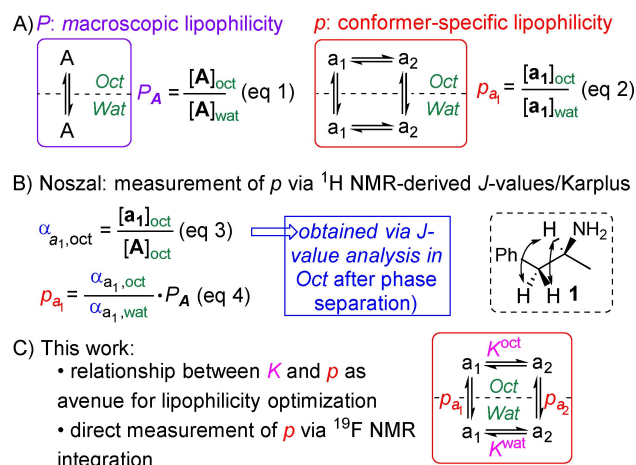 A) P: macroscopic lipophilicity
p: conformer-specific lipophilicity
A Oct Wat A
P_A = [A]oct / [A]wat (eq 1)
a1 a2 Oct Wat a1 a2
p_a1 = [a1]oct / [a1]wat (eq 2)
B) Noszal: measurement of p via ¹H NMR-derived J-values/Karplus
α_a1,oct = [a1]oct / [A]oct (eq 3)
obtained via J-
value analysis in
Oct after phase
separation)
H NH2
Ph
H H 1
p_a1 = α_a1,oct / α_a1,wat · P_A (eq 4)
C) This work:
• relationship between K and p as
avenue for lipophilicity optimization
• direct measurement of p via ¹⁹F NMR
integration
K^oct
a1 a2
p_a1 Oct Wat p_a2
a1 a2
K^wat